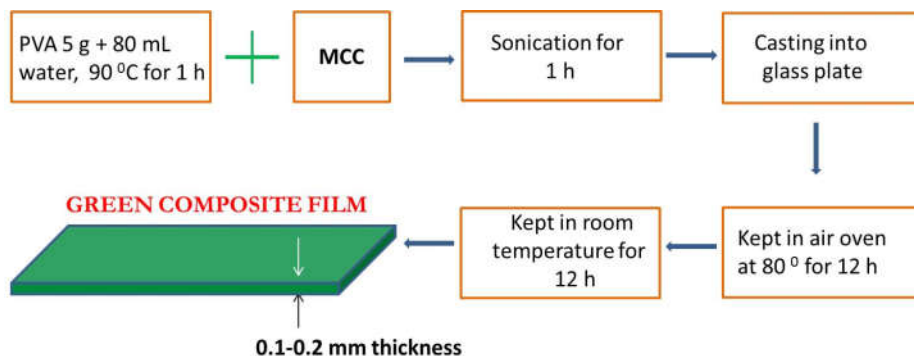 PVA 5 g + 80 mL
water, 90 ⁰C for 1 h
MCC
Sonication for
1 h
Casting into
glass plate
Kept in air oven
at 80 ⁰ for 12 h
Kept in room
temperature for
12 h
GREEN COMPOSITE FILM
0.1-0.2 mm thickness